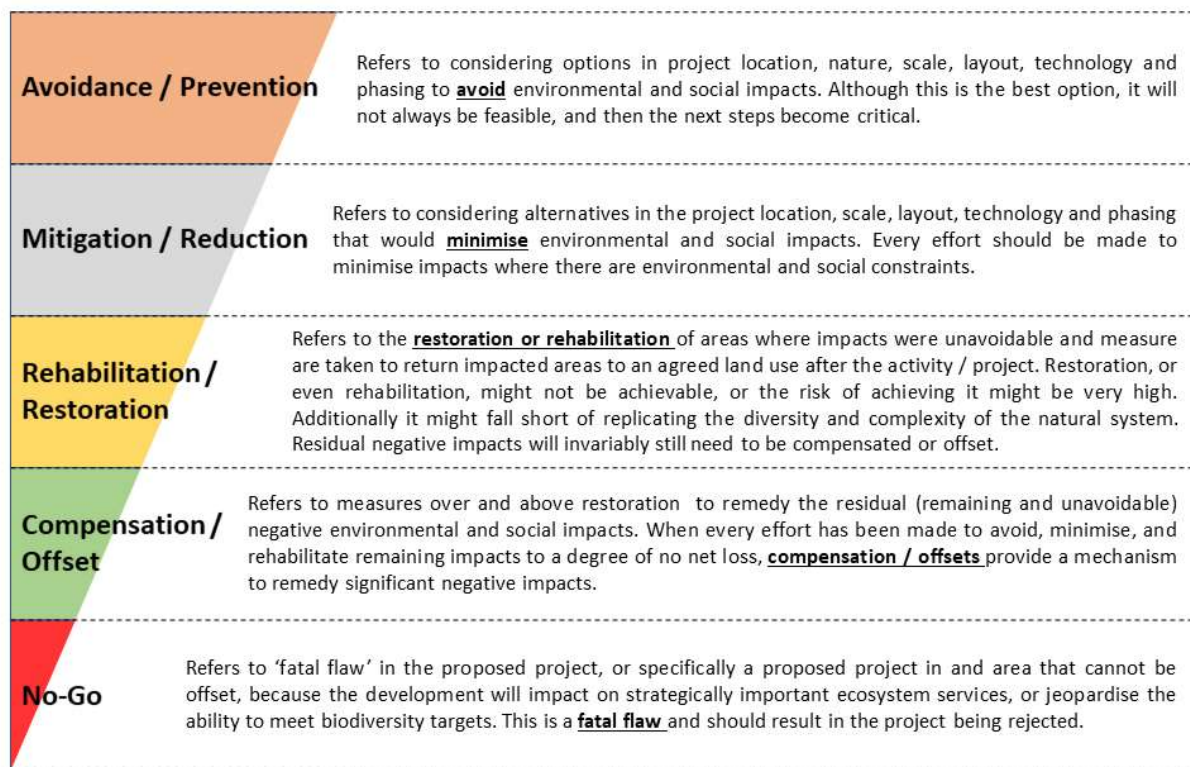 Avoidance / Prevention
Refers to considering options in project location, nature, scale, layout, technology and
phasing to avoid environmental and social impacts. Although this is the best option, it will
not always be feasible, and then the next steps become critical.
Mitigation / Reduction
Refers to considering alternatives in the project location, scale, layout, technology and phasing
that would minimise environmental and social impacts. Every effort should be made to
minimise impacts where there are environmental and social constraints.
Rehabilitation /
Restoration
Refers to the restoration or rehabilitation of areas where impacts were unavoidable and measure
are taken to return impacted areas to an agreed land use after the activity / project. Restoration, or
even rehabilitation, might not be achievable, or the risk of achieving it might be very high.
Additionally it might fall short of replicating the diversity and complexity of the natural system.
Residual negative impacts will invariably still need to be compensated or offset.
Compensation /
Offset
Refers to measures over and above restoration to remedy the residual (remaining and unavoidable)
negative environmental and social impacts. When every effort has been made to avoid, minimise, and
rehabilitate remaining impacts to a degree of no net loss, compensation / offsets provide a mechanism
to remedy significant negative impacts.
No-Go
Refers to ‘fatal flaw’ in the proposed project, or specifically a proposed project in and area that cannot be
offset, because the development will impact on strategically important ecosystem services, or jeopardise the
ability to meet biodiversity targets. This is a fatal flaw and should result in the project being rejected.